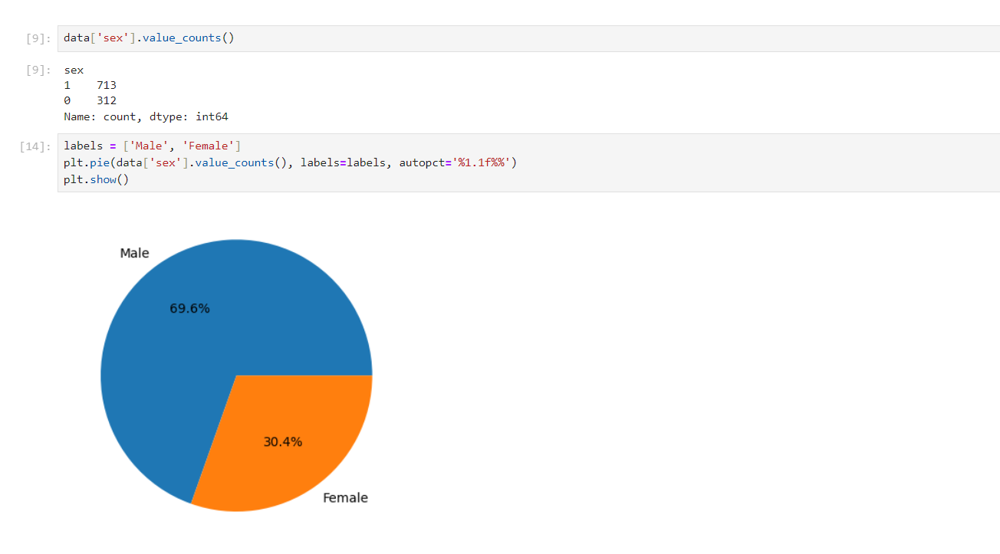 [9]: data['sex'].value_counts()
[9]: sex
1    713
0    312
Name: count, dtype: int64
[14]: labels = ['Male', 'Female']
plt.pie(data['sex'].value_counts(), labels=labels, autopct='%1.1f%%')
plt.show()
Male
69.6%
30.4%
Female